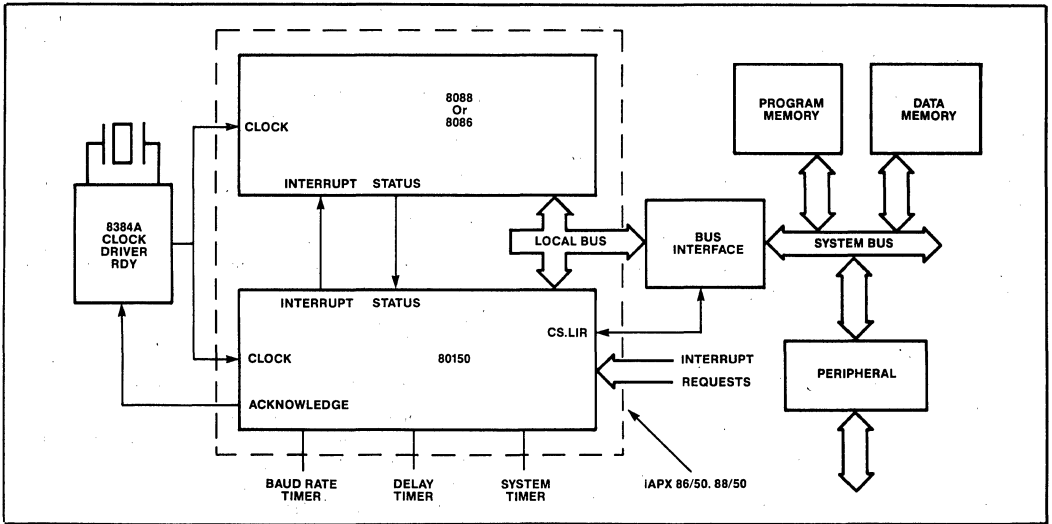 8088
Or
8086
CLOCK
INTERRUPT STATUS
8384A
CLOCK
DRIVER
RDY
PROGRAM
MEMORY
DATA
MEMORY
LOCAL BUS
BUS
INTERFACE
SYSTEM BUS
INTERRUPT STATUS
CS.LIR
CLOCK
80150
ACKNOWLEDGE
INTERRUPT
REQUESTS
PERIPHERAL
BAUD RATE
TIMER
DELAY
TIMER
SYSTEM
TIMER
iAPX 86/50. 88/50